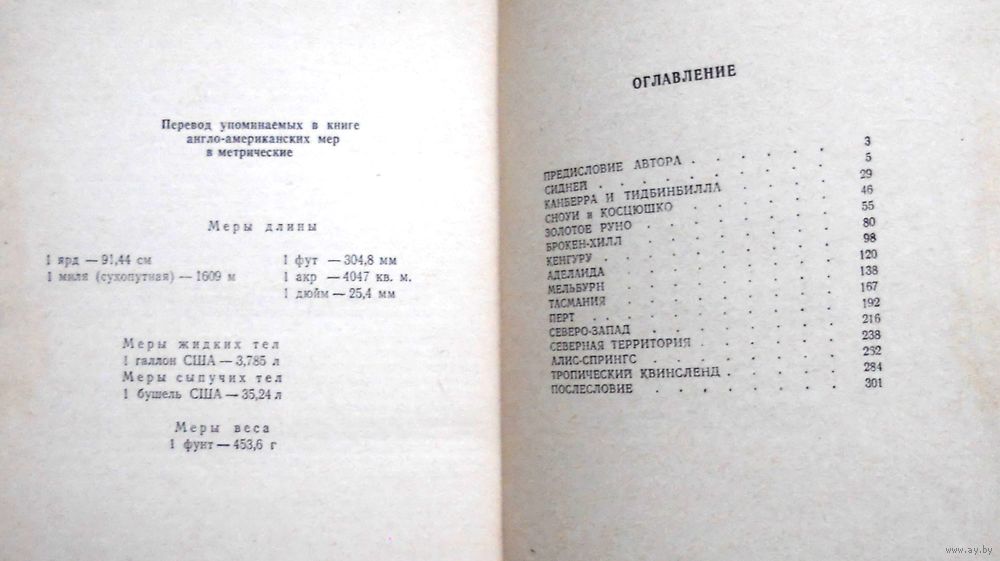 Перевод упоминаемых в книге
англо-американских мер
в метрические
Меры длины
1 ярд — 91,44 см 1 фут — 304,8 мм
1 миля (сухопутная) — 1609 м 1 акр — 4047 кв. м.
1 дюйм — 25,4 мм
Меры жидких тел
1 галлон США — 3,785 л
Меры сыпучих тел
1 бушель США — 35,24 л
Меры веса
1 фунт — 453,6 г
ОГЛАВЛЕНИЕ
ПРЕДИСЛОВИЕ АВТОРА . . . . . . . 3
СИДНЕЙ . . . . . . . 5
КАНБЕРРА И ТИДБИНБИЛЛА . . . . . . . 29
СНОУИ и КОСЦЮШКО . . . . . . . 46
ЗОЛОТОЕ РУНО . . . . . . . 55
БРОКЕН-ХИЛЛ . . . . . . . 80
КЕНГУРУ . . . . . . . 98
АДЕЛАИДА . . . . . . . 120
МЕЛЬБУРН . . . . . . . 138
ТАСМАНИЯ . . . . . . . 167
ПЕРТ . . . . . . . 192
СЕВЕРО-ЗАПАД . . . . . . . 216
СЕВЕРНАЯ ТЕРРИТОРИЯ . . . . . . . 238
АЛИС-СПРИНГС . . . . . . . 252
ТРОПИЧЕСКИЙ КВИНСЛЕНД . . . . . . . 284
ПОСЛЕСЛОВИЕ . . . . . . . 301
www.ay.by